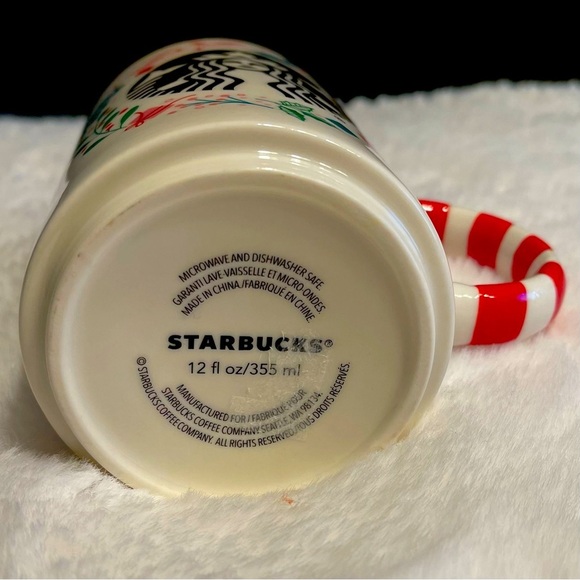 MICROWAVE AND DISHWASHER SAFE.
GARANTI LAVE-VAISSELLE ET MICRO-ONDES.
MADE IN CHINA./FABRIQUÉ EN CHINE.
STARBUCKS®
12 fl oz/355 ml
MANUFACTURED FOR/FABRIQUÉ POUR
STARBUCKS COFFEE COMPANY. SEATTLE, WA 98134.
© STARBUCKS COFFEE COMPANY. ALL RIGHTS RESERVED./TOUS DROITS RÉSERVÉS.